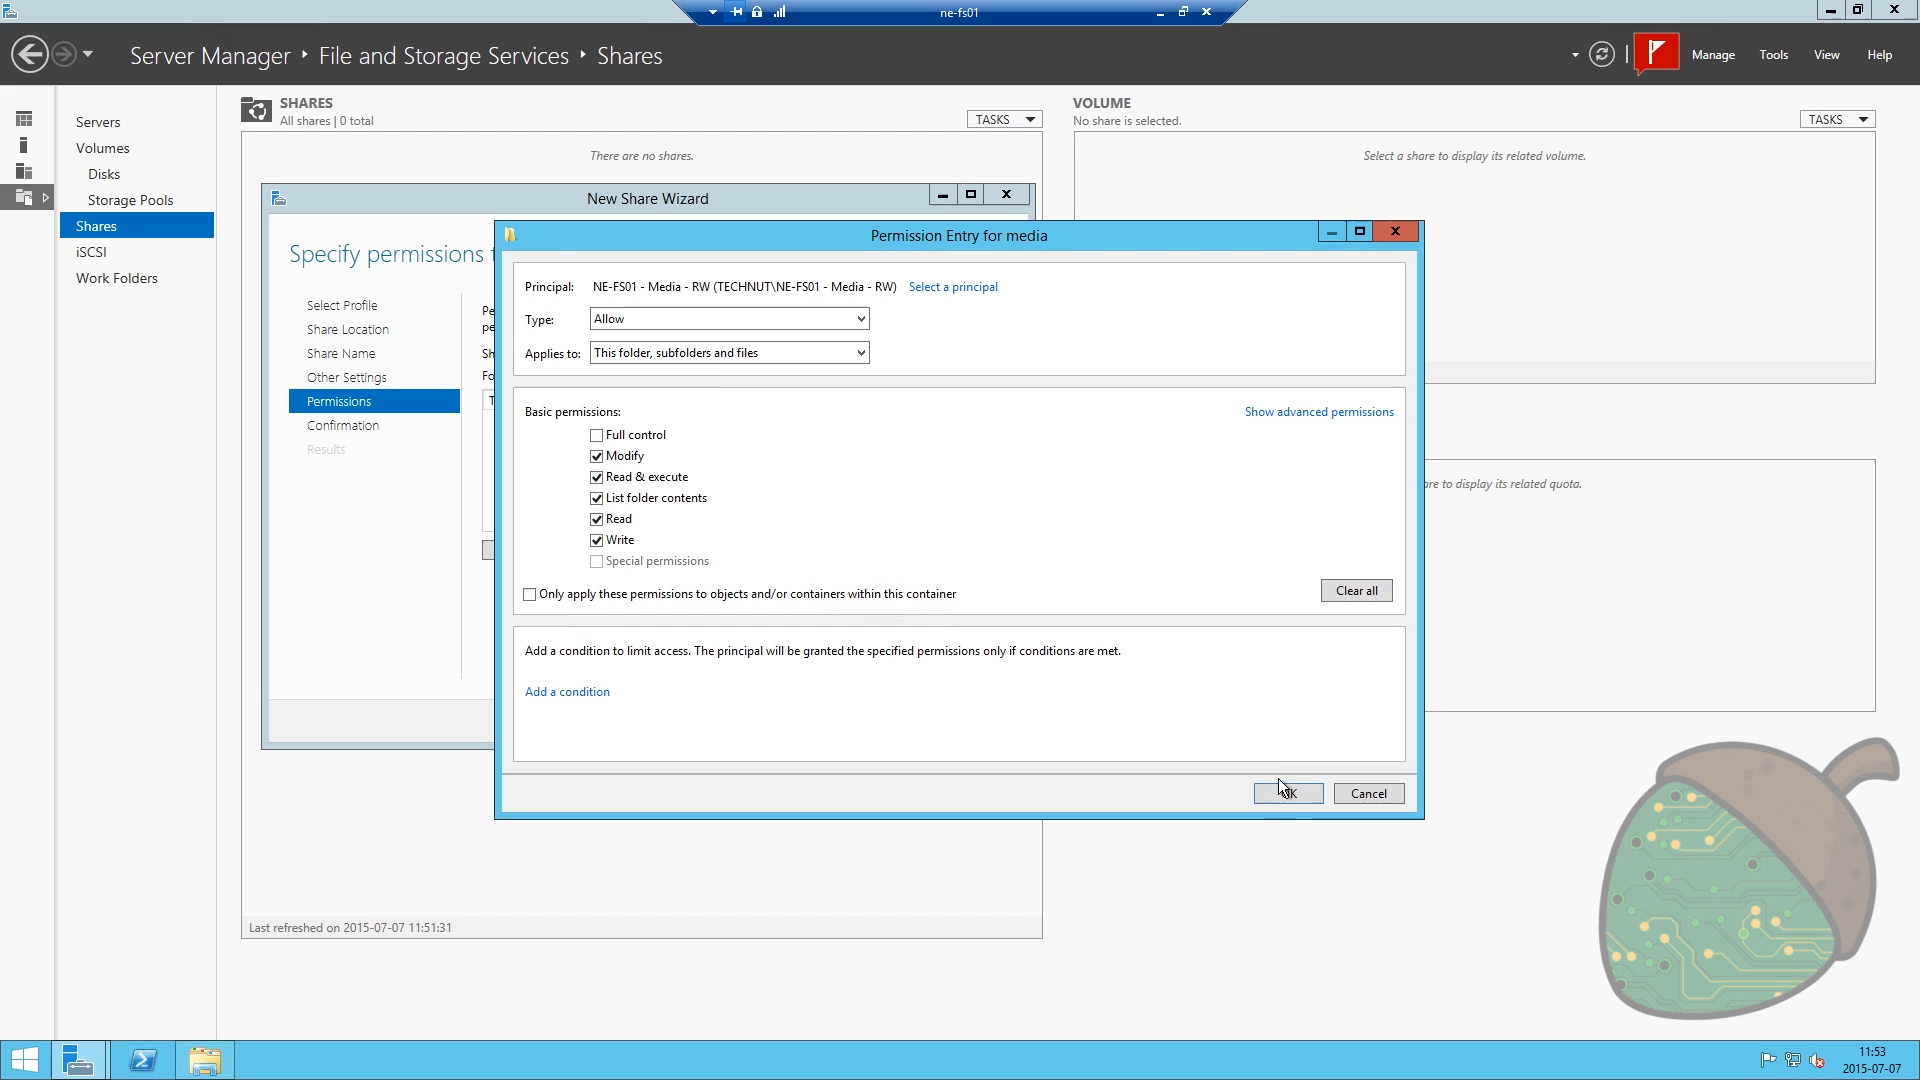 ne-fs01
Server Manager ‣ File and Storage Services ‣ Shares
Manage Tools View Help
Servers
Volumes
Disks
Storage Pools
Shares
iSCSI
Work Folders
SHARES
All shares | 0 total
TASKS
There are no shares.
VOLUME
No share is selected.
TASKS
Select a share to display its related volume.
New Share Wizard
Specify permissions t
Select Profile
Share Location
Share Name
Other Settings
Permissions
Confirmation
Results
Pe
pe
Sh
Fo
T
Permission Entry for media
Principal: NE-FS01 - Media - RW (TECHNUT\NE-FS01 - Media - RW) Select a principal
Type: Allow
Applies to: This folder, subfolders and files
Basic permissions: Show advanced permissions
Full control
Modify
Read & execute
List folder contents
Read
Write
Special permissions
Only apply these permissions to objects and/or containers within this container
Clear all
Add a condition to limit access. The principal will be granted the specified permissions only if conditions are met.
Add a condition
OK Cancel
are to display its related quota.
Last refreshed on 2015-07-07 11:51:31
11:53
2015-07-07